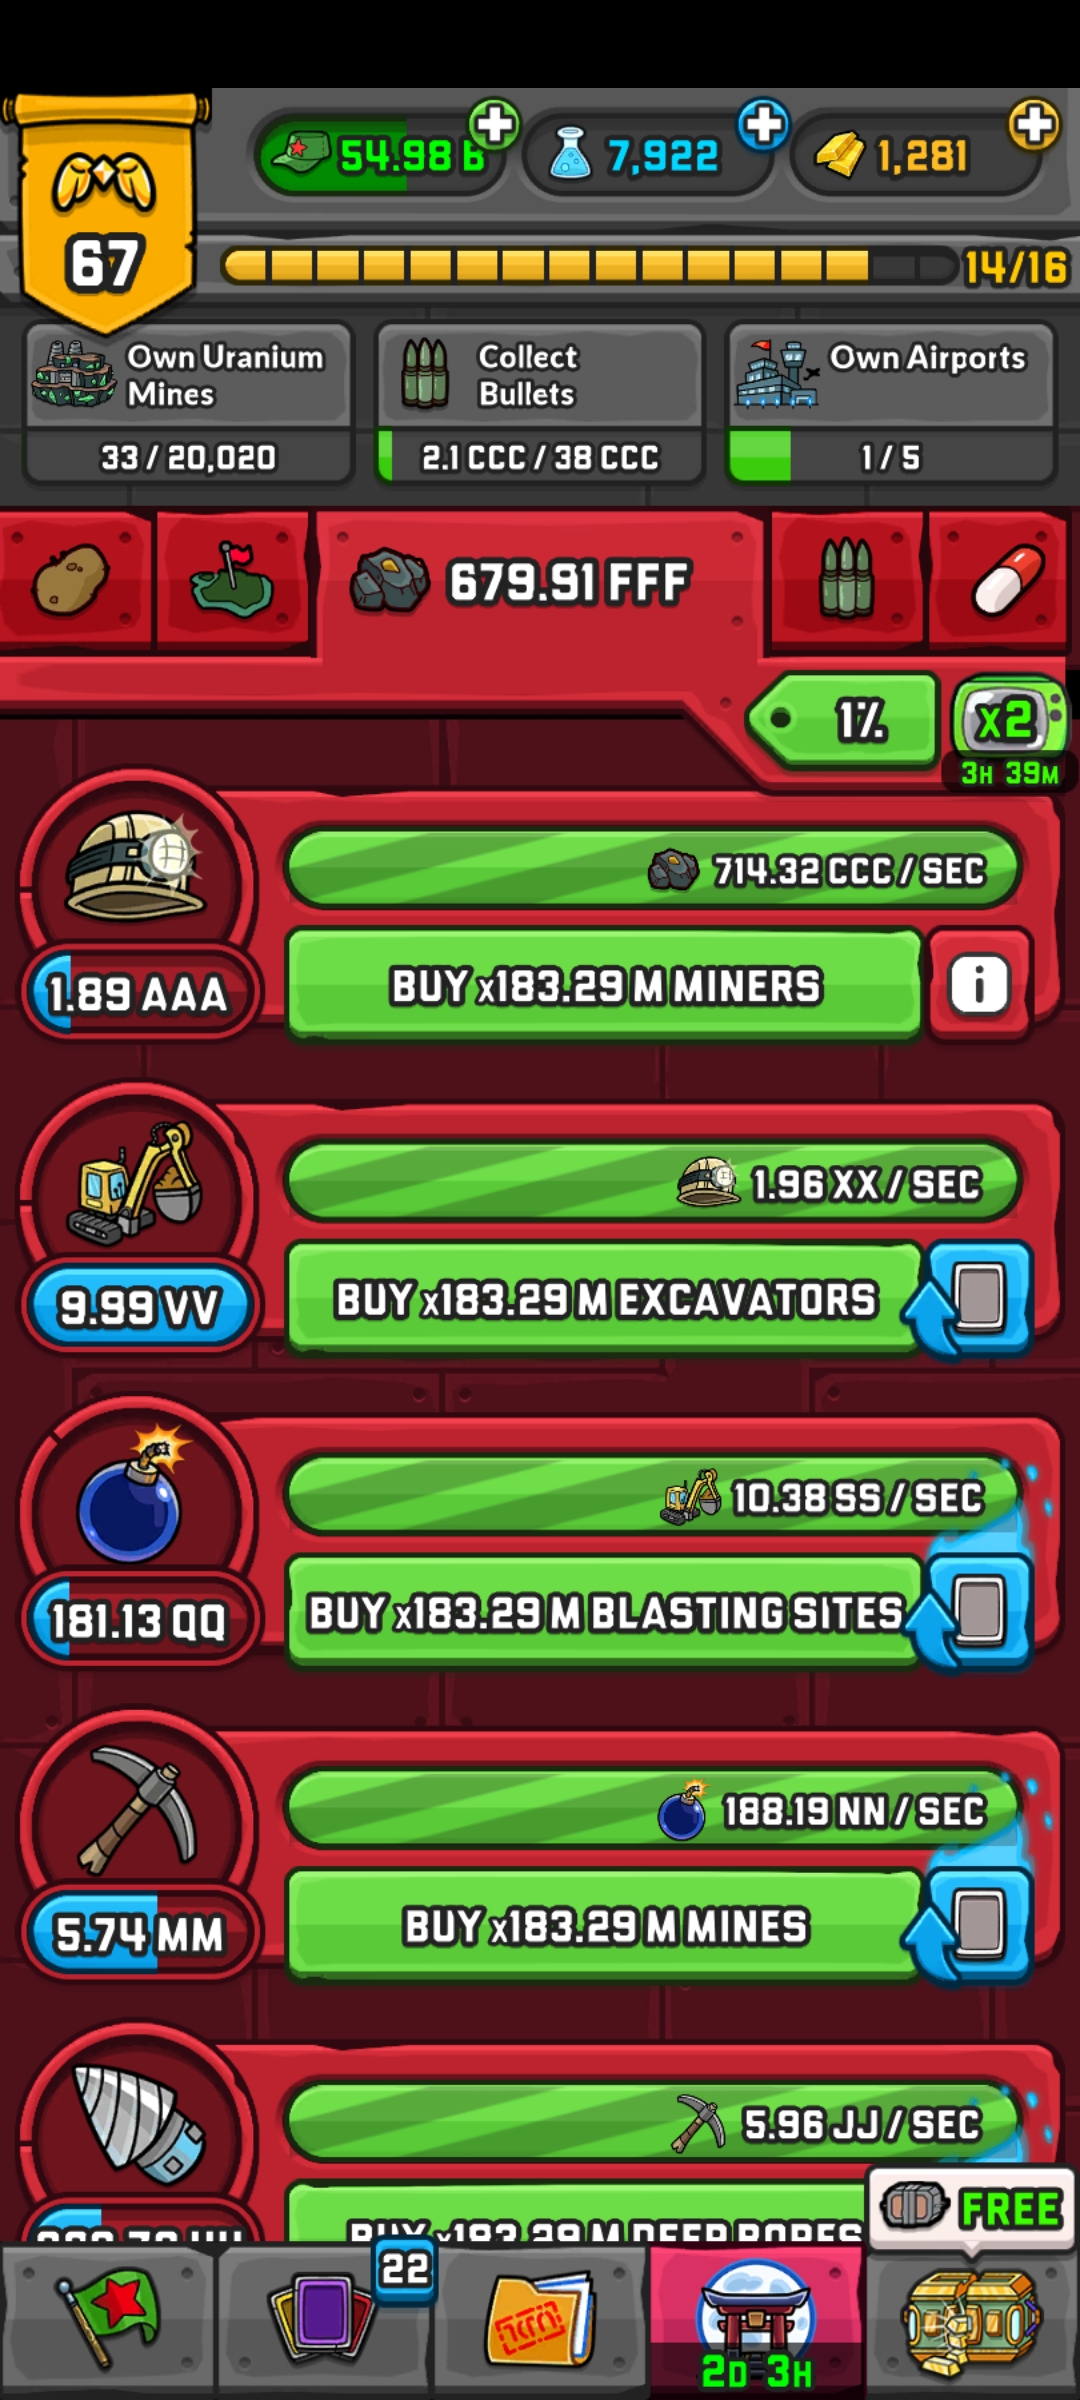 54.98 B
7,922
1,281
67
14/16
Own Uranium
Mines
33 / 20,020
Collect
Bullets
2.1 CCC / 38 CCC
Own Airports
1 / 5
679.91 FFF
1%
x2
3H 39M
714.32 CCC / SEC
1.89 AAA
BUY x183.29 M MINERS
i
1.96 XX / SEC
9.99 VV
BUY x183.29 M EXCAVATORS
10.38 SS / SEC
181.13 QQ
BUY x183.29 M BLASTING SITES
188.19 NN / SEC
5.74 MM
BUY x183.29 M MINES
5.96 JJ / SEC
BUY x183.29 M DEEP BORES
FREE
22
2D 3H